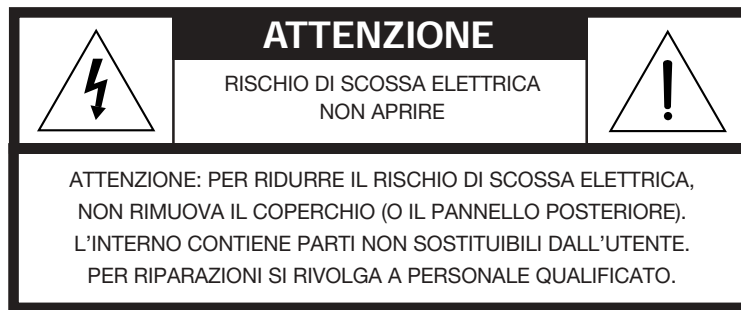 ATTENZIONE
RISCHIO DI SCOSSA ELETTRICA
NON APRIRE
ATTENZIONE: PER RIDURRE IL RISCHIO DI SCOSSA ELETTRICA,
NON RIMUOVA IL COPERCHIO (O IL PANNELLO POSTERIORE).
L'INTERNO CONTIENE PARTI NON SOSTITUIBILI DALL'UTENTE.
PER RIPARAZIONI SI RIVOLGA A PERSONALE QUALIFICATO.